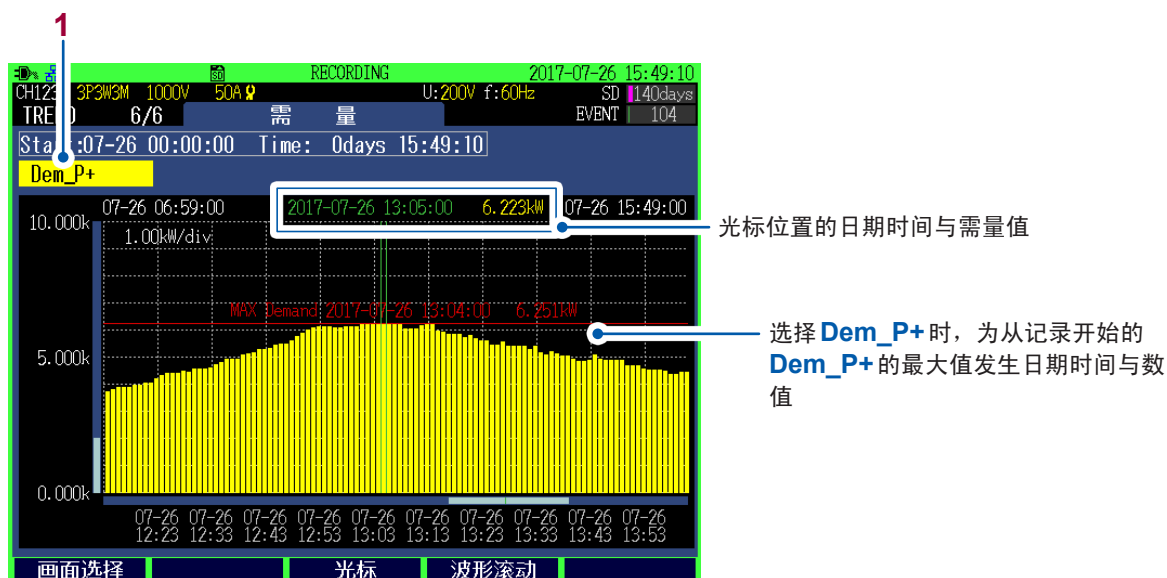 1
SD RECORDING 2017-07-26 15:49:10
CH123 3P3W3M 1000V 50A U:200V f:60Hz SD 140days
TREND 6/6 需 量 EVENT 104
Start:07-26 00:00:00 Time: 0days 15:49:10
Dem_P+
07-26 06:59:00 2017-07-26 13:05:00 6.223kW 07-26 15:49:00
光标位置的日期时间与需量值
10.000k
1.00kW/div
MAX Demand 2017-07-26 13:04:00 6.251kW
选择 Dem_P+ 时，为从记录开始的
Dem_P+ 的最大值发生日期时间与数
值
5.000k
0.000k
07-26 07-26 07-26 07-26 07-26 07-26 07-26 07-26 07-26 07-26
12:23 12:33 12:43 12:53 13:03 13:13 13:23 13:33 13:43 13:53
画面选择 光标 波形滚动